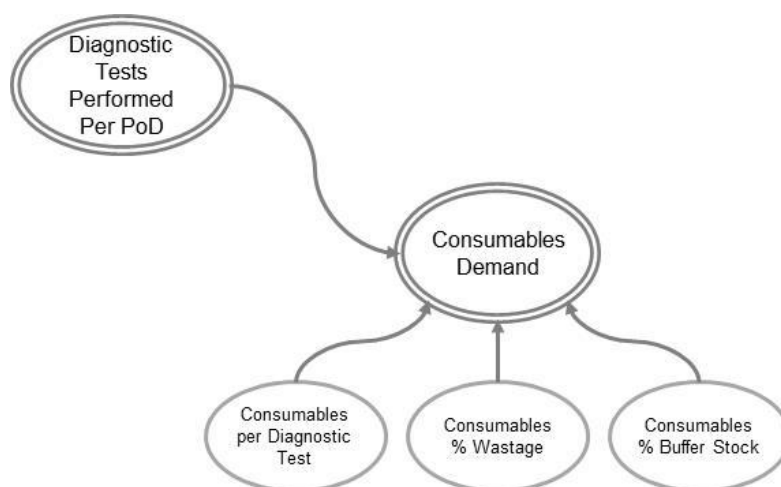 Diagnostic
Tests
Performed
Per PoD
Consumables
Demand
Consumables
per Diagnostic
Test
Consumables
% Wastage
Consumables
% Buffer Stock